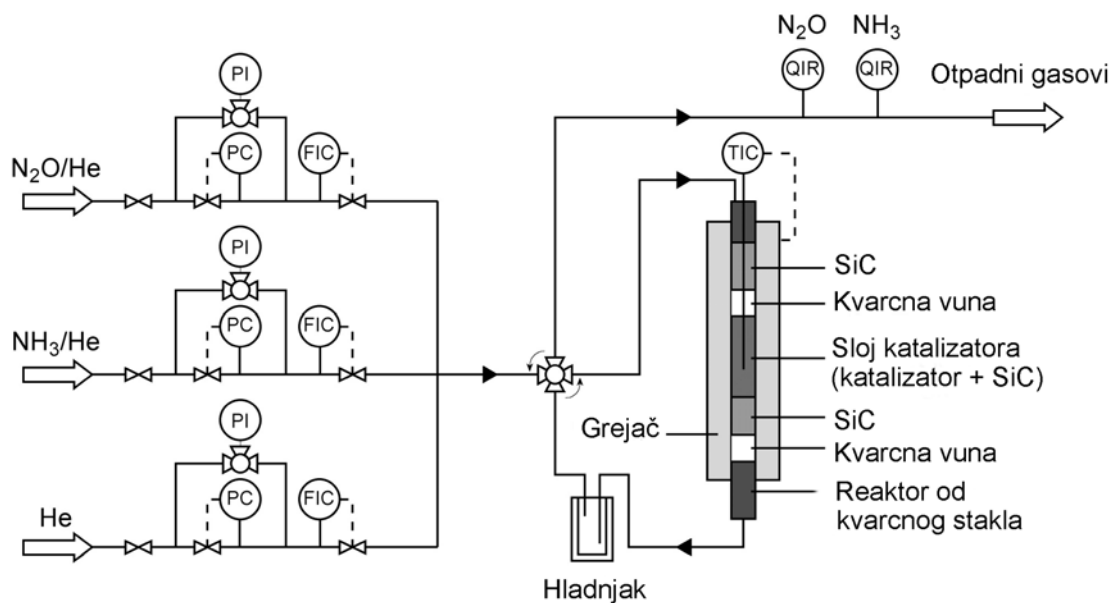 N₂O NH₃
QIR QIR
Otpadni gasovi
PI
PC FIC
N₂O/He
TIC
PI
PC FIC
NH₃/He
SiC
Kvarcna vuna
Sloj katalizatora
(katalizator + SiC)
SiC
Grejač
Kvarcna vuna
Reaktor od
kvarcnog stakla
PI
PC FIC
He
Hladnjak